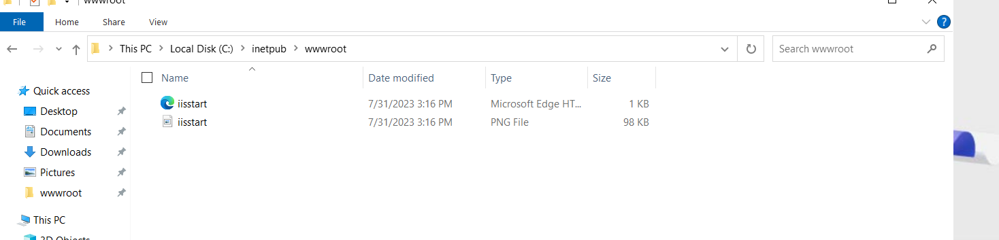 wwwroot
File Home Share View
?
This PC Local Disk (C:) inetpub wwwroot Search wwwroot
Name Date modified Type Size
Quick access
iisstart 7/31/2023 3:16 PM Microsoft Edge HT... 1 KB
Desktop
iisstart 7/31/2023 3:16 PM PNG File 98 KB
Documents
Downloads
Pictures
wwwroot
This PC
3D Objects